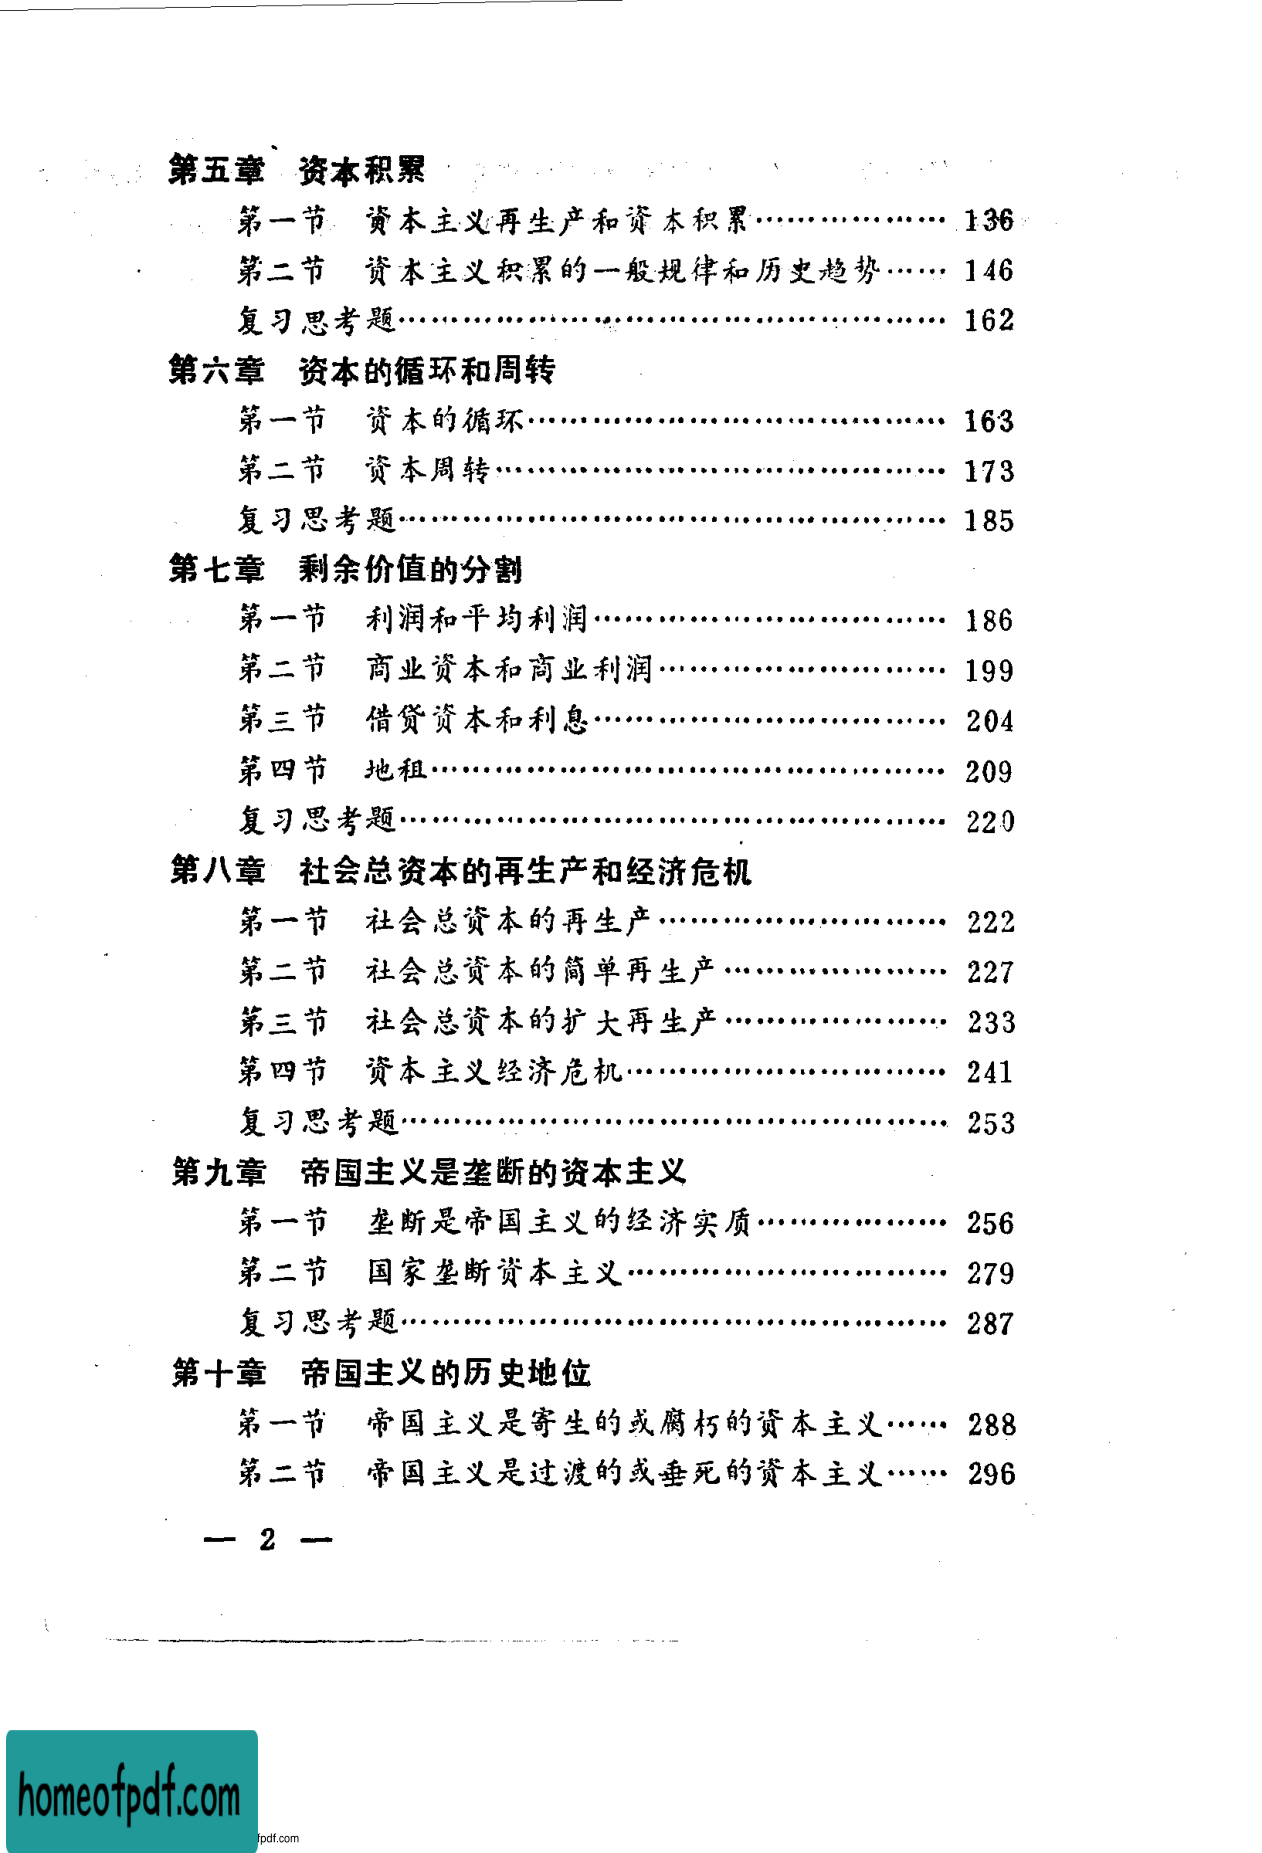 第五章 资本积累
第一节 资本主义再生产和资本积累………………… 136
第二节 资本主义积累的一般规律和历史趋势…… 146
复习思考题……………………………………………… 162
第六章 资本的循环和周转
第一节 资本的循环…………………………………… 163
第二节 资本周转……………………………………… 173
复习思考题……………………………………………… 185
第七章 剩余价值的分割
第一节 利润和平均利润……………………………… 186
第二节 商业资本和商业利润………………………… 199
第三节 借贷资本和利息……………………………… 204
第四节 地租…………………………………………… 209
复习思考题……………………………………………… 220
第八章 社会总资本的再生产和经济危机
第一节 社会总资本的再生产………………………… 222
第二节 社会总资本的简单再生产…………………… 227
第三节 社会总资本的扩大再生产…………………… 233
第四节 资本主义经济危机…………………………… 241
复习思考题……………………………………………… 253
第九章 帝国主义是垄断的资本主义
第一节 垄断是帝国主义的经济实质………………… 256
第二节 国家垄断资本主义…………………………… 279
复习思考题……………………………………………… 287
第十章 帝国主义的历史地位
第一节 帝国主义是寄生的或腐朽的资本主义…… 288
第二节 帝国主义是过渡的或垂死的资本主义…… 296
— 2 —
homeofpdf.com
fpdf.com